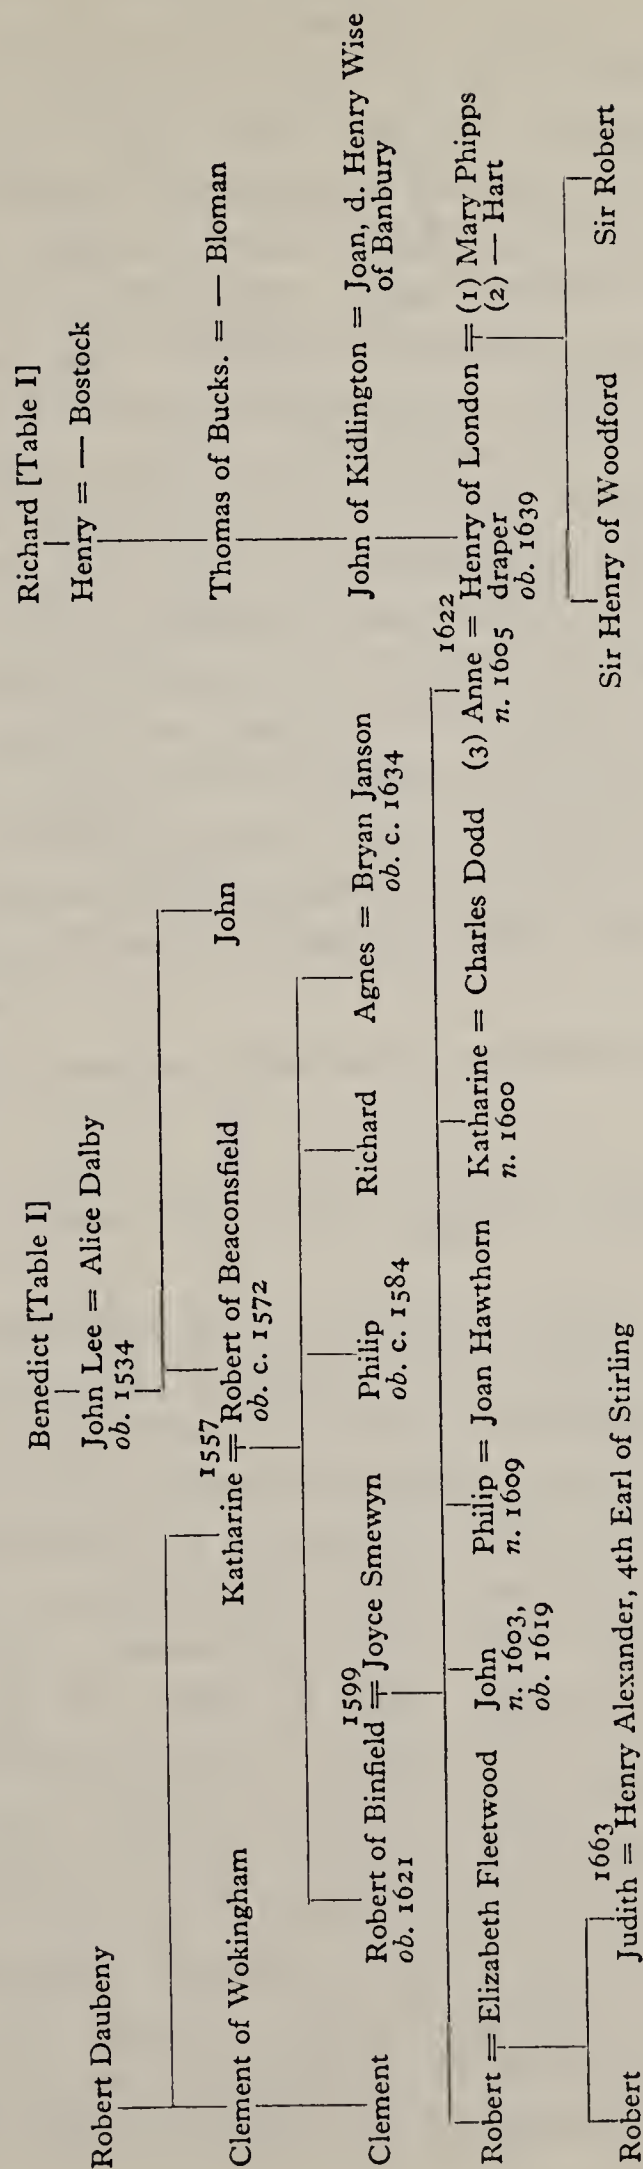 Robert Daubeny
Benedict [Table I]
Richard [Table I]
John Lee = Alice Dalby
ob. 1534
Henry = — Bostock
Clement of Wokingham
1557
Katharine = Robert of Beaconsfield
ob. c. 1572
John
Thomas of Bucks. = — Bloman
Clement
1599
Robert of Binfield = Joyce Smewyn
ob. 1621
Philip
ob. c. 1584
Richard
Agnes = Bryan Janson
ob. c. 1634
John of Kidlington = Joan, d. Henry Wise
of Banbury
Robert = Elizabeth Fleetwood
John
n. 1603,
ob. 1619
Philip = Joan Hawthorn
n. 1609
Katharine = Charles Dodd
n. 1600
1622
(3) Anne = Henry of London = (1) Mary Phipps
n. 1605 draper (2) — Hart
ob. 1639
Robert
1663
Judith = Henry Alexander, 4th Earl of Stirling
Sir Henry of Woodford
Sir Robert